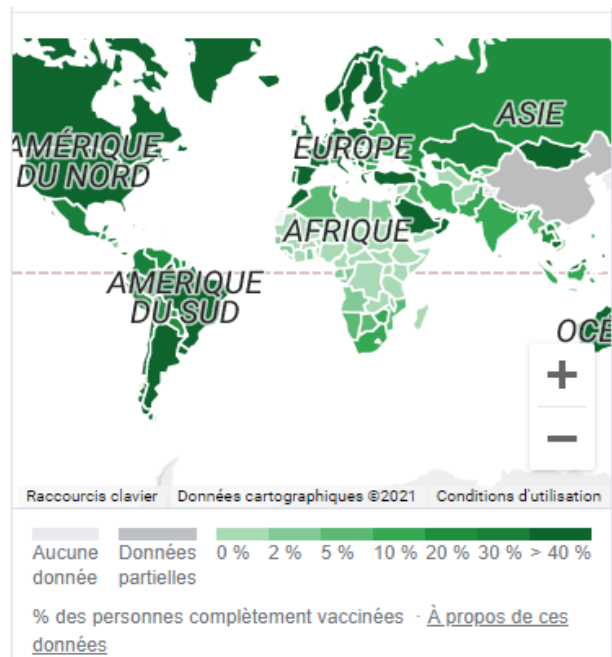 ASIE
AMÉRIQUE
DU NORD
EUROPE
AFRIQUE
AMÉRIQUE
DU SUD
OCÉ
+
−
Raccourcis clavier Données cartographiques ©2021 Conditions d'utilisation
Aucune donnée
Données partielles
0 % 2 % 5 % 10 % 20 % 30 % > 40 %
% des personnes complètement vaccinées · À propos de ces
données